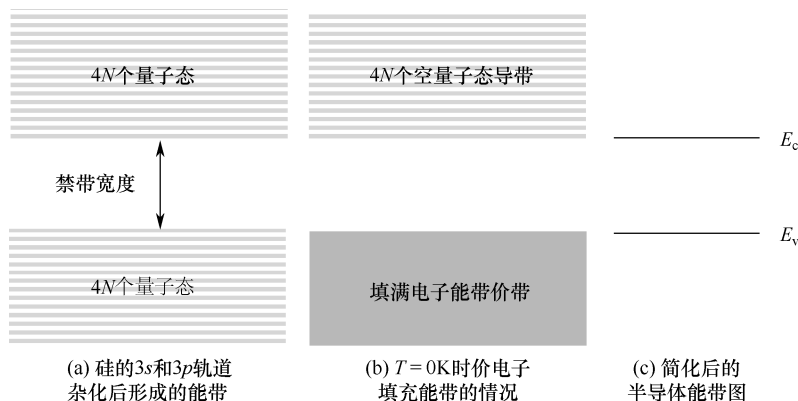 4N个量子态
4N个空量子态导带
E_c
禁带宽度
E_v
4N个量子态
填满电子能带价带
(a) 硅的3s和3p轨道
杂化后形成的能带
(b) T = 0K时价电子
填充能带的情况
(c) 简化后的
半导体能带图